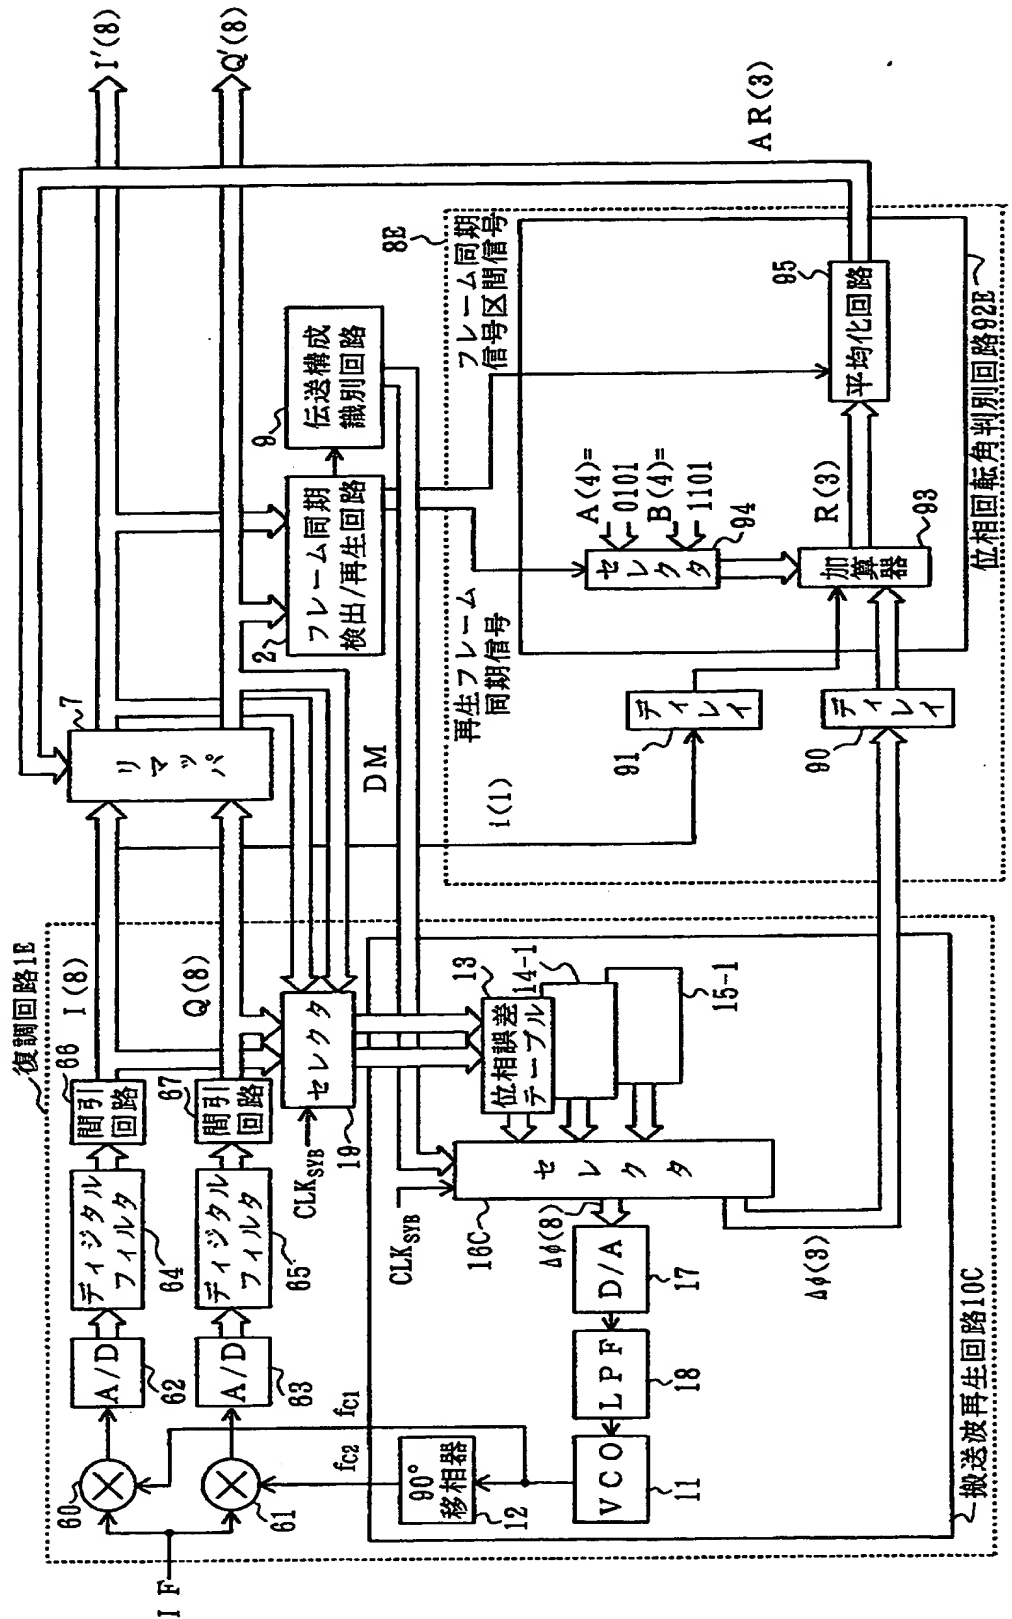 復調回路1E
IF
60
61
A/D
62
A/D
63
ディジタル
フィルタ
64
ディジタル
フィルタ
65
間引
回路
66
間引
回路
67
I(8)
Q(8)
リマッパ
7
I'(8)
Q'(8)
fC1
fC2
CLKSYB
セレクタ
19
DM
フレーム同期
検出/再生回路
2
伝送構成
識別回路
9
搬送波再生回路10C
VCO
11
90°
移相器
12
LPF
18
D/A
17
Δφ(8)
CLKSYB
セレクタ
16C
位相誤差
テーブル
13
14-1
15-1
Δφ(3)
8E
再生フレーム
同期信号
フレーム同期
信号区間信号
i(1)
ディレイ
91
ディレイ
90
位相回転角判別回路92E
A(4)=
0101
B(4)=
1101
セレクタ
94
加算器
93
R(3)
平均化回路
95
AR(3)